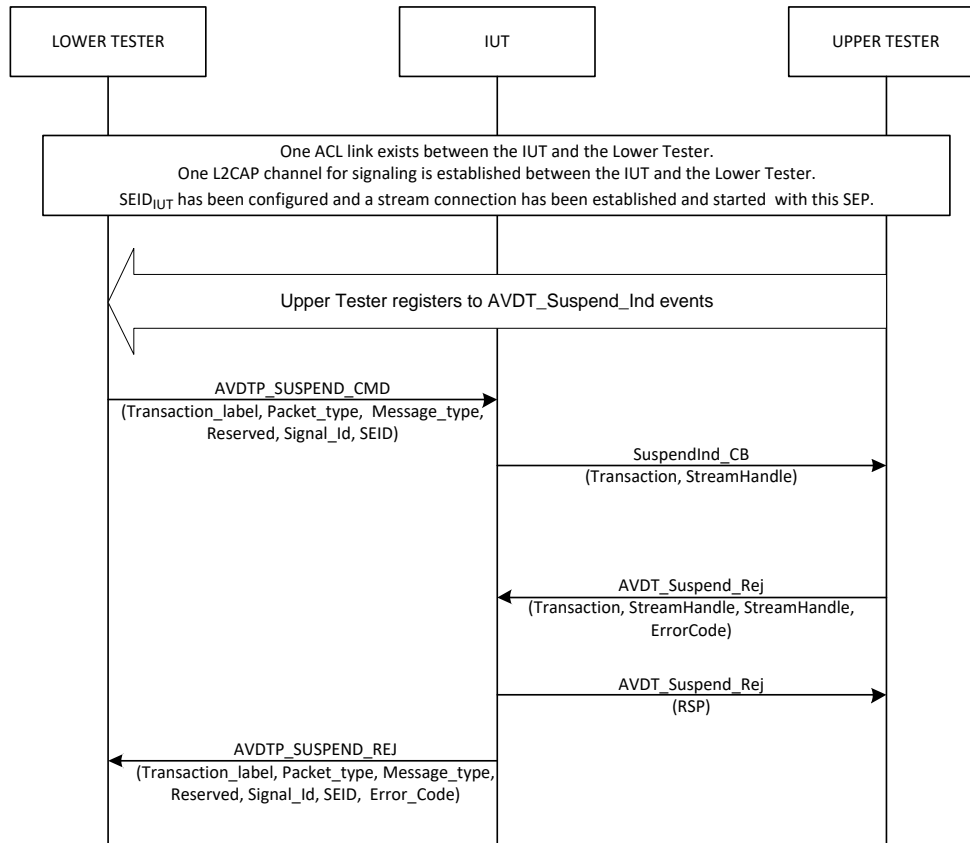 LOWER TESTER
IUT
UPPER TESTER
One ACL link exists between the IUT and the Lower Tester.
One L2CAP channel for signaling is established between the IUT and the Lower Tester.
SEIDIUT has been configured and a stream connection has been established and started with this SEP.
Upper Tester registers to AVDT_Suspend_Ind events
AVDTP_SUSPEND_CMD
(Transaction_label, Packet_type, Message_type,
Reserved, Signal_Id, SEID)
SuspendInd_CB
(Transaction, StreamHandle)
AVDT_Suspend_Rej
(Transaction, StreamHandle, StreamHandle,
ErrorCode)
AVDT_Suspend_Rej
(RSP)
AVDTP_SUSPEND_REJ
(Transaction_label, Packet_type, Message_type,
Reserved, Signal_Id, SEID, Error_Code)